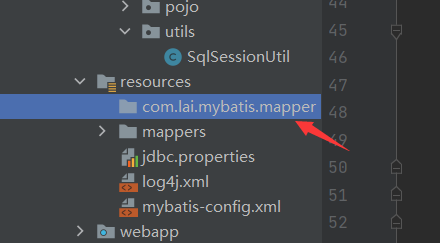 pojo
utils
SqlSessionUtil
resources
com.lai.mybatis.mapper
mappers
jdbc.properties
log4j.xml
mybatis-config.xml
webapp
44
45
46
47
48
49
50
51
52